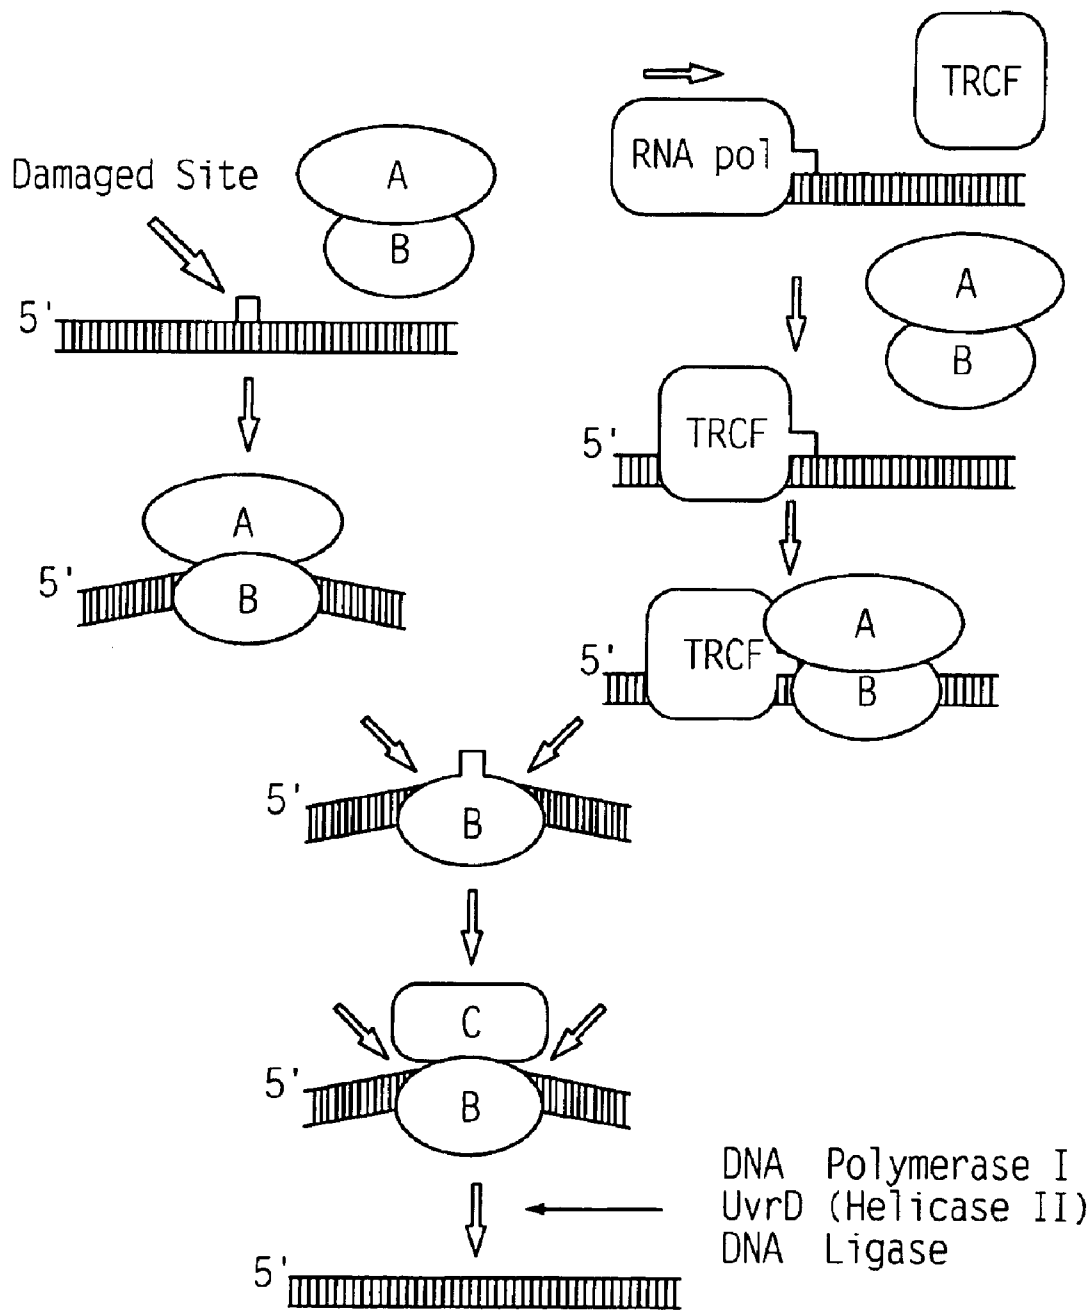 Damaged Site
A
B
5'
A
5'
B
RNA pol
TRCF
A
B
5'
TRCF
5'
TRCF
A
B
5'
B
C
5'
B
DNA Polymerase I
UvrD (Helicase II)
DNA Ligase
5'